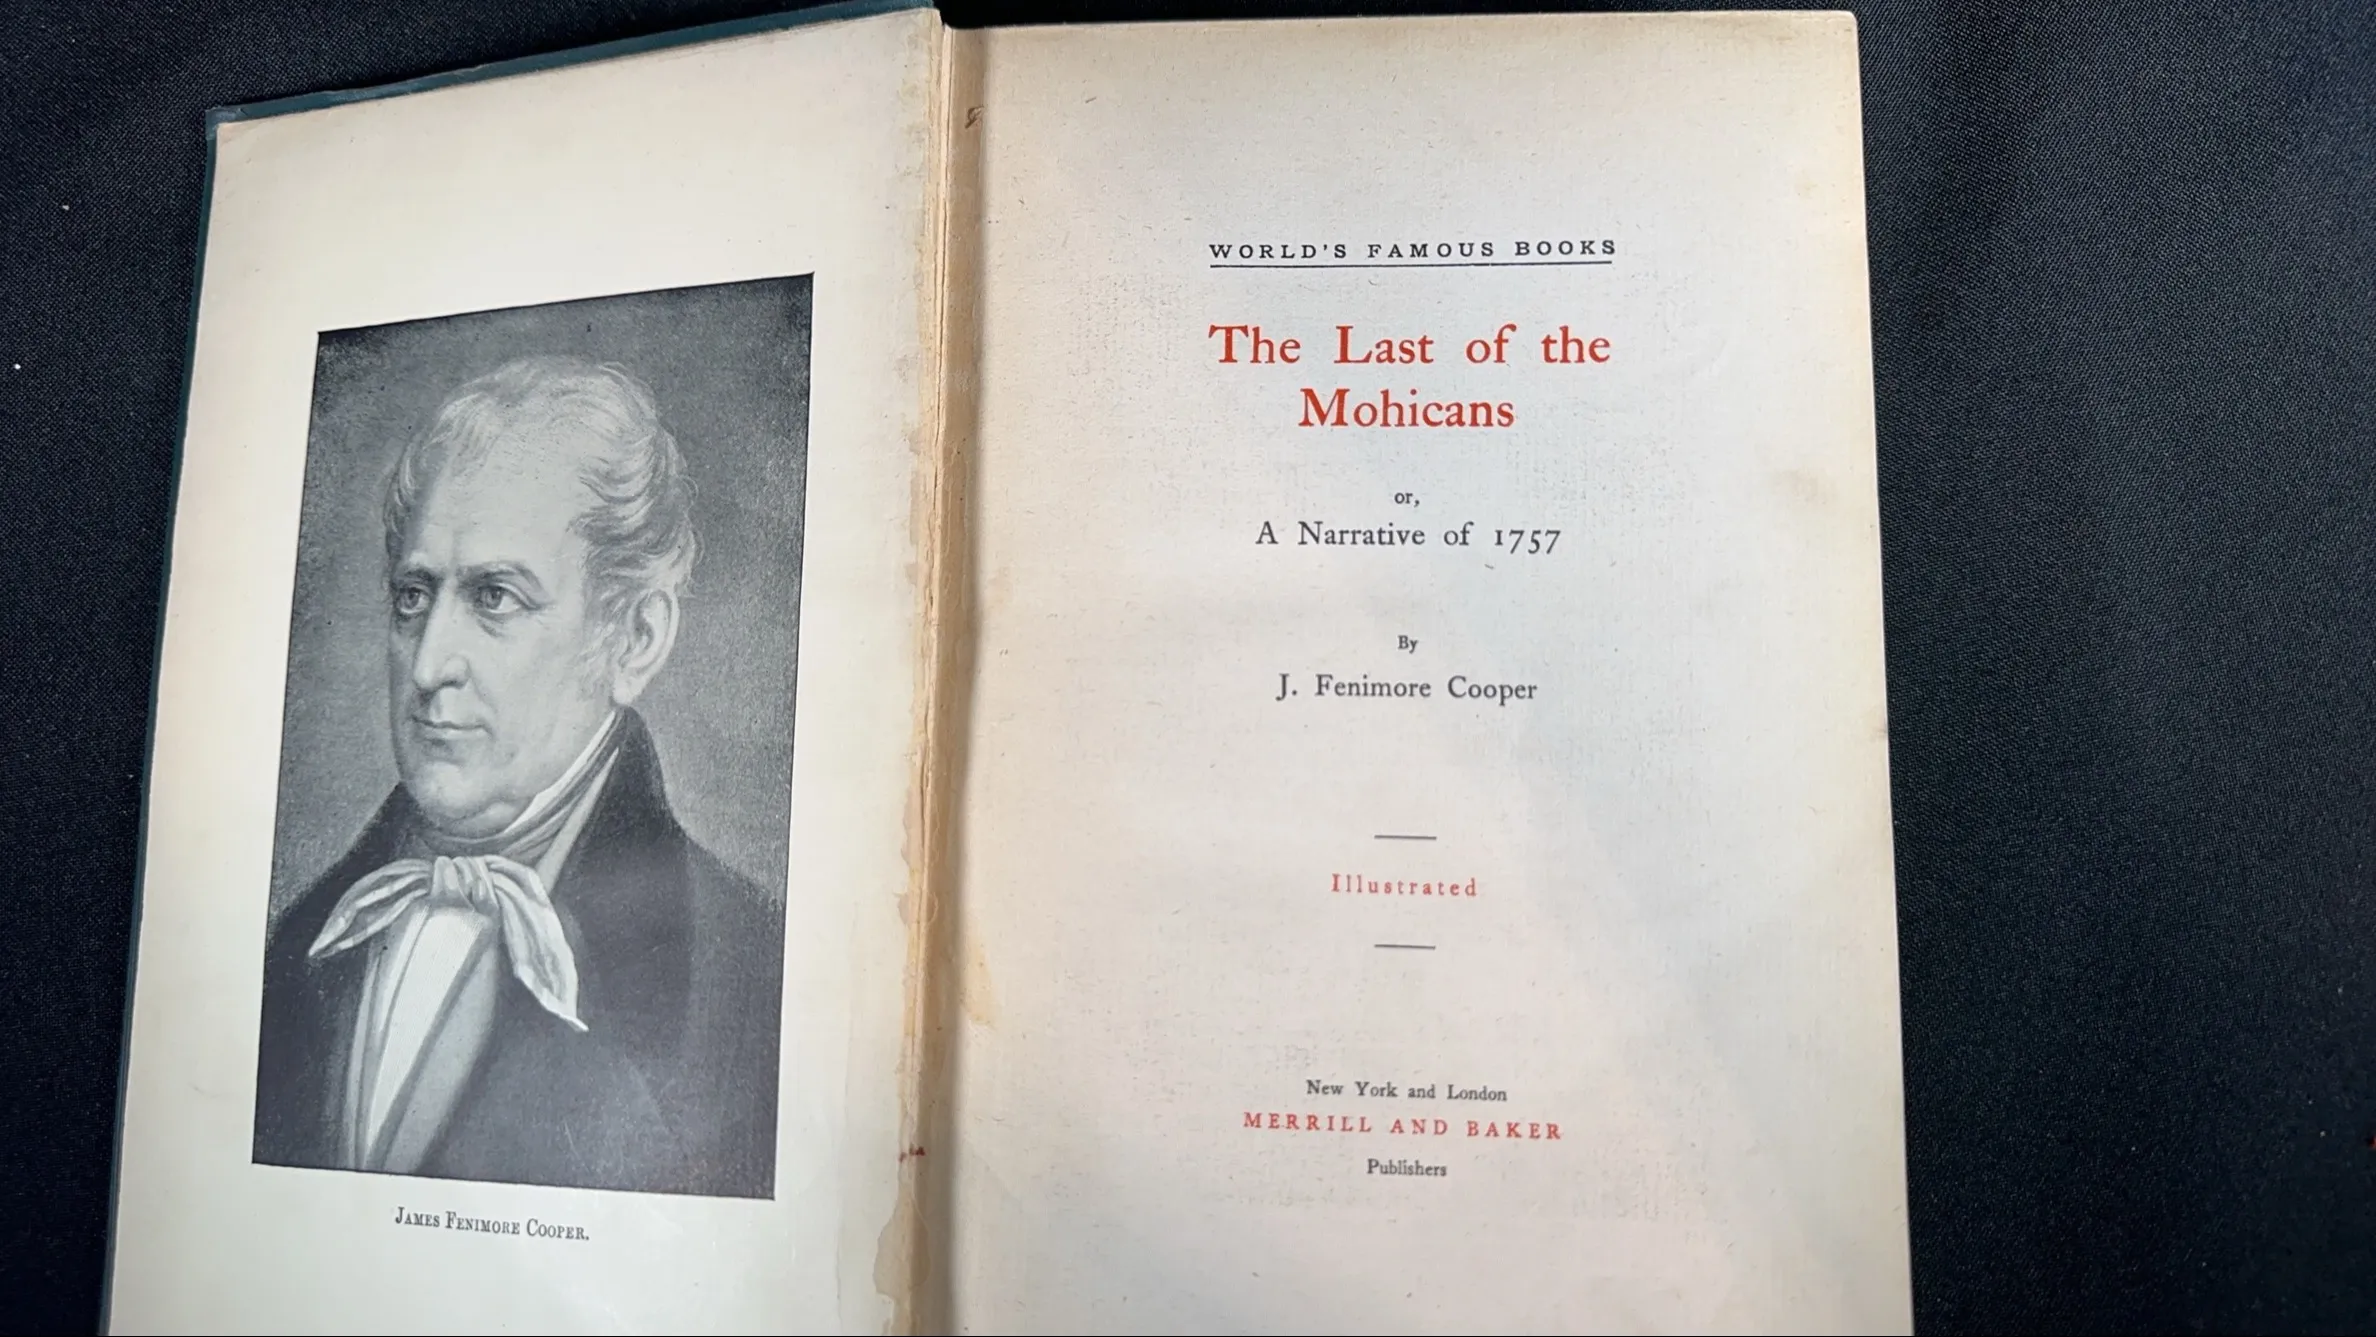 JAMES FENIMORE COOPER.
WORLD'S FAMOUS BOOKS
The Last of the
Mohicans
or,
A Narrative of 1757
By
J. Fenimore Cooper
Illustrated
New York and London
MERRILL AND BAKER
Publishers